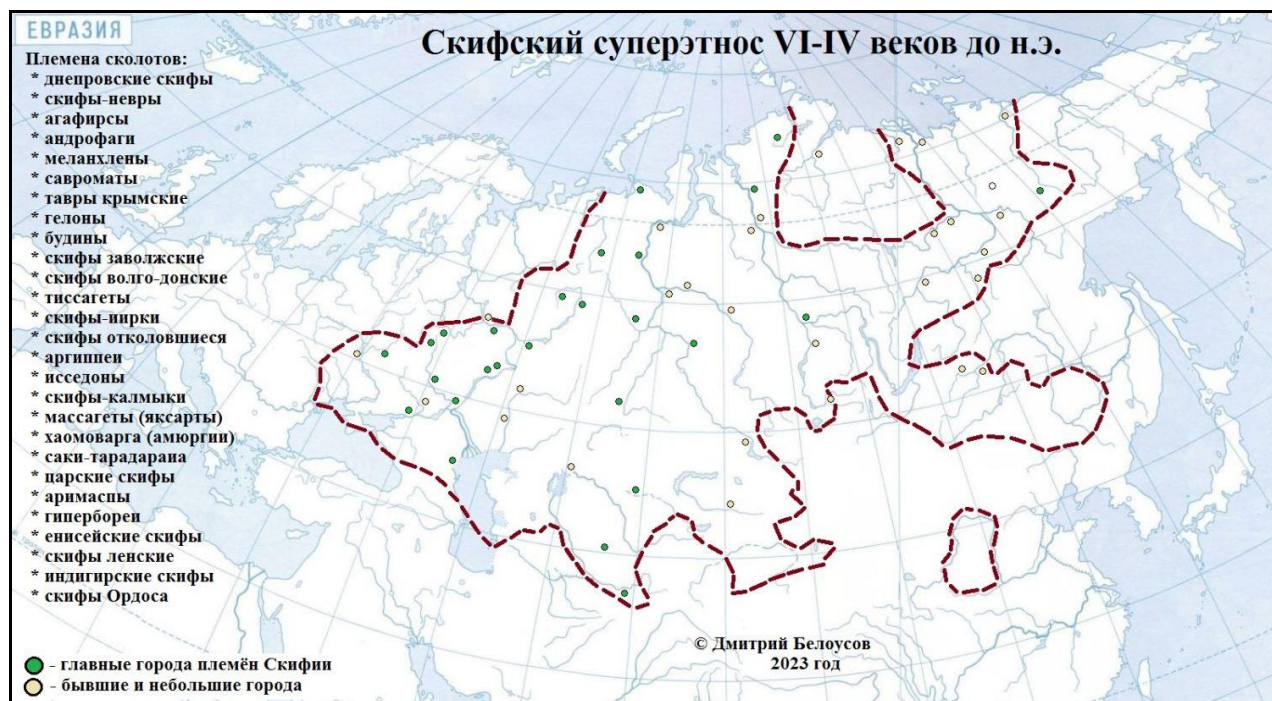 ЕВРАЗИЯ
Скифский суперэтнос VI-IV веков до н.э.
Племена сколотов:
* днепровские скифы
* скифы-невры
* агафирсы
* андрофаги
* меланхлены
* савроматы
* тавры крымские
* гелоны
* будины
* скифы заволжские
* скифы волго-донские
* тиссагеты
* скифы-иирки
* скифы отколовшиеся
* аргиппеи
* исседоны
* скифы-калмыки
* массагеты (яксарты)
* хаомоварга (амюргии)
* саки-тарадараиа
* царские скифы
* аримаспы
* гипербореи
* енисейские скифы
* скифы ленские
* индигирские скифы
* скифы Ордоса
- главные города племён Скифии
- бывшие и небольшие города
© Дмитрий Белоусов
2023 год